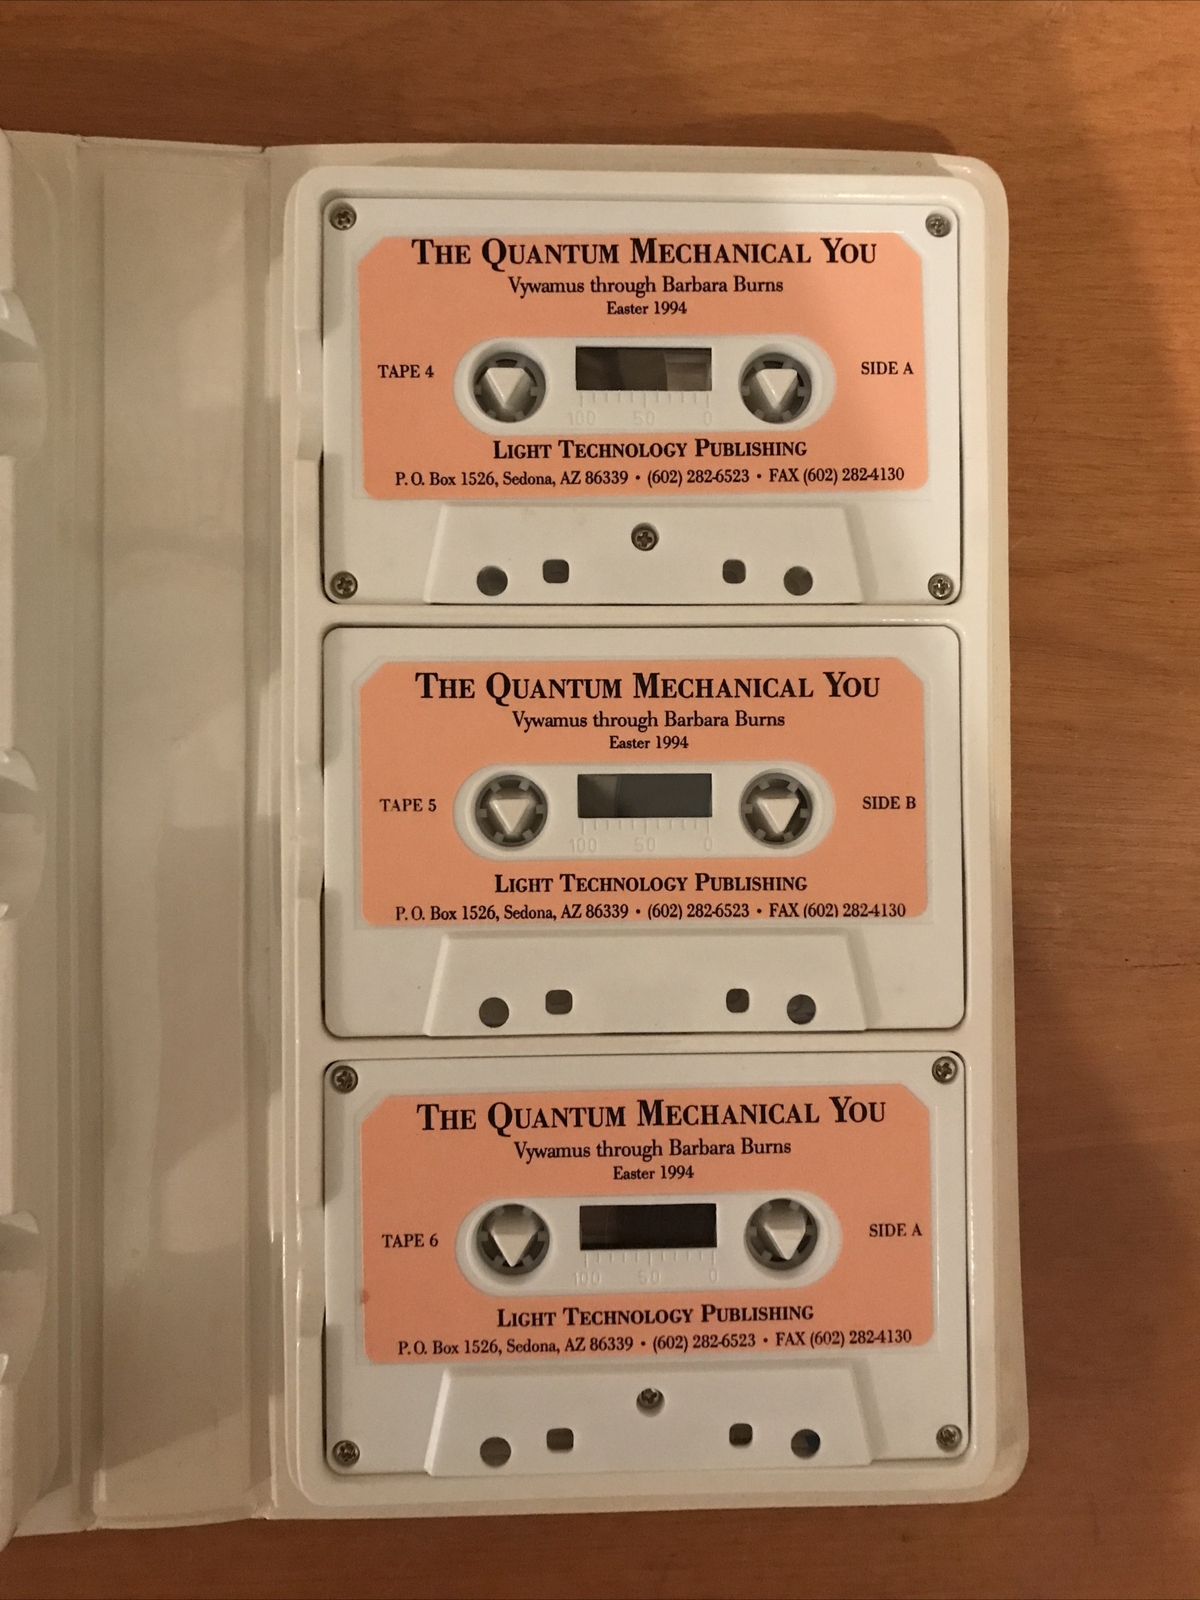 The Quantum Mechanical You
Vywamus through Barbara Burns
Easter 1994
TAPE 4
SIDE A
100 50 0
Light Technology Publishing
P. O. Box 1526, Sedona, AZ 86339 • (602) 282-6523 • FAX (602) 282-4130
The Quantum Mechanical You
Vywamus through Barbara Burns
Easter 1994
TAPE 5
SIDE B
100 50 0
Light Technology Publishing
P. O. Box 1526, Sedona, AZ 86339 • (602) 282-6523 • FAX (602) 282-4130
The Quantum Mechanical You
Vywamus through Barbara Burns
Easter 1994
TAPE 6
SIDE A
100 50 0
Light Technology Publishing
P. O. Box 1526, Sedona, AZ 86339 • (602) 282-6523 • FAX (602) 282-4130